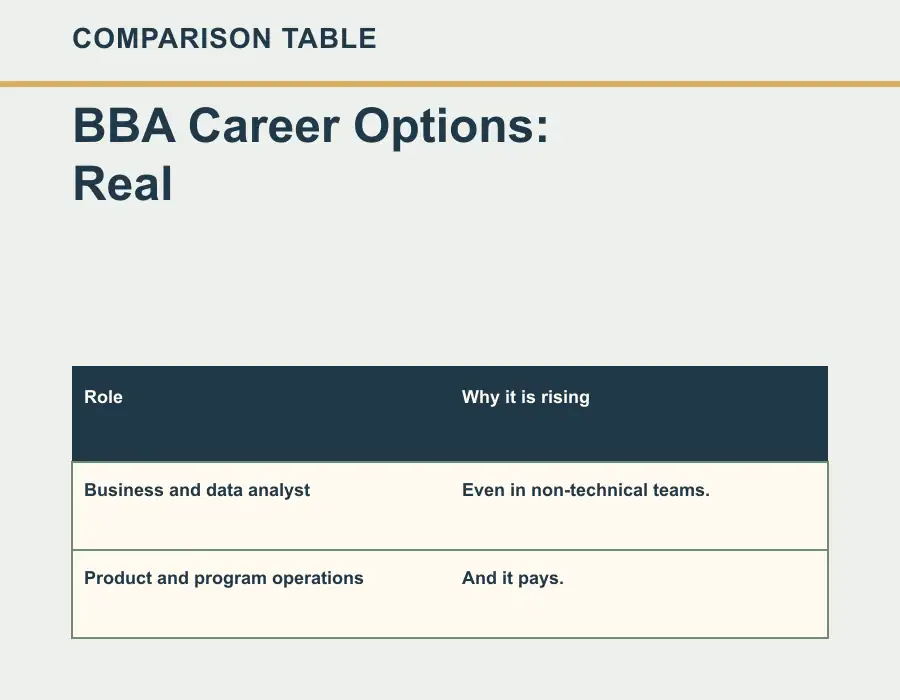 COMPARISON TABLE
BBA Career Options:
Real
Role Why it is rising
Business and data analyst Even in non-technical teams.
Product and program operations And it pays.